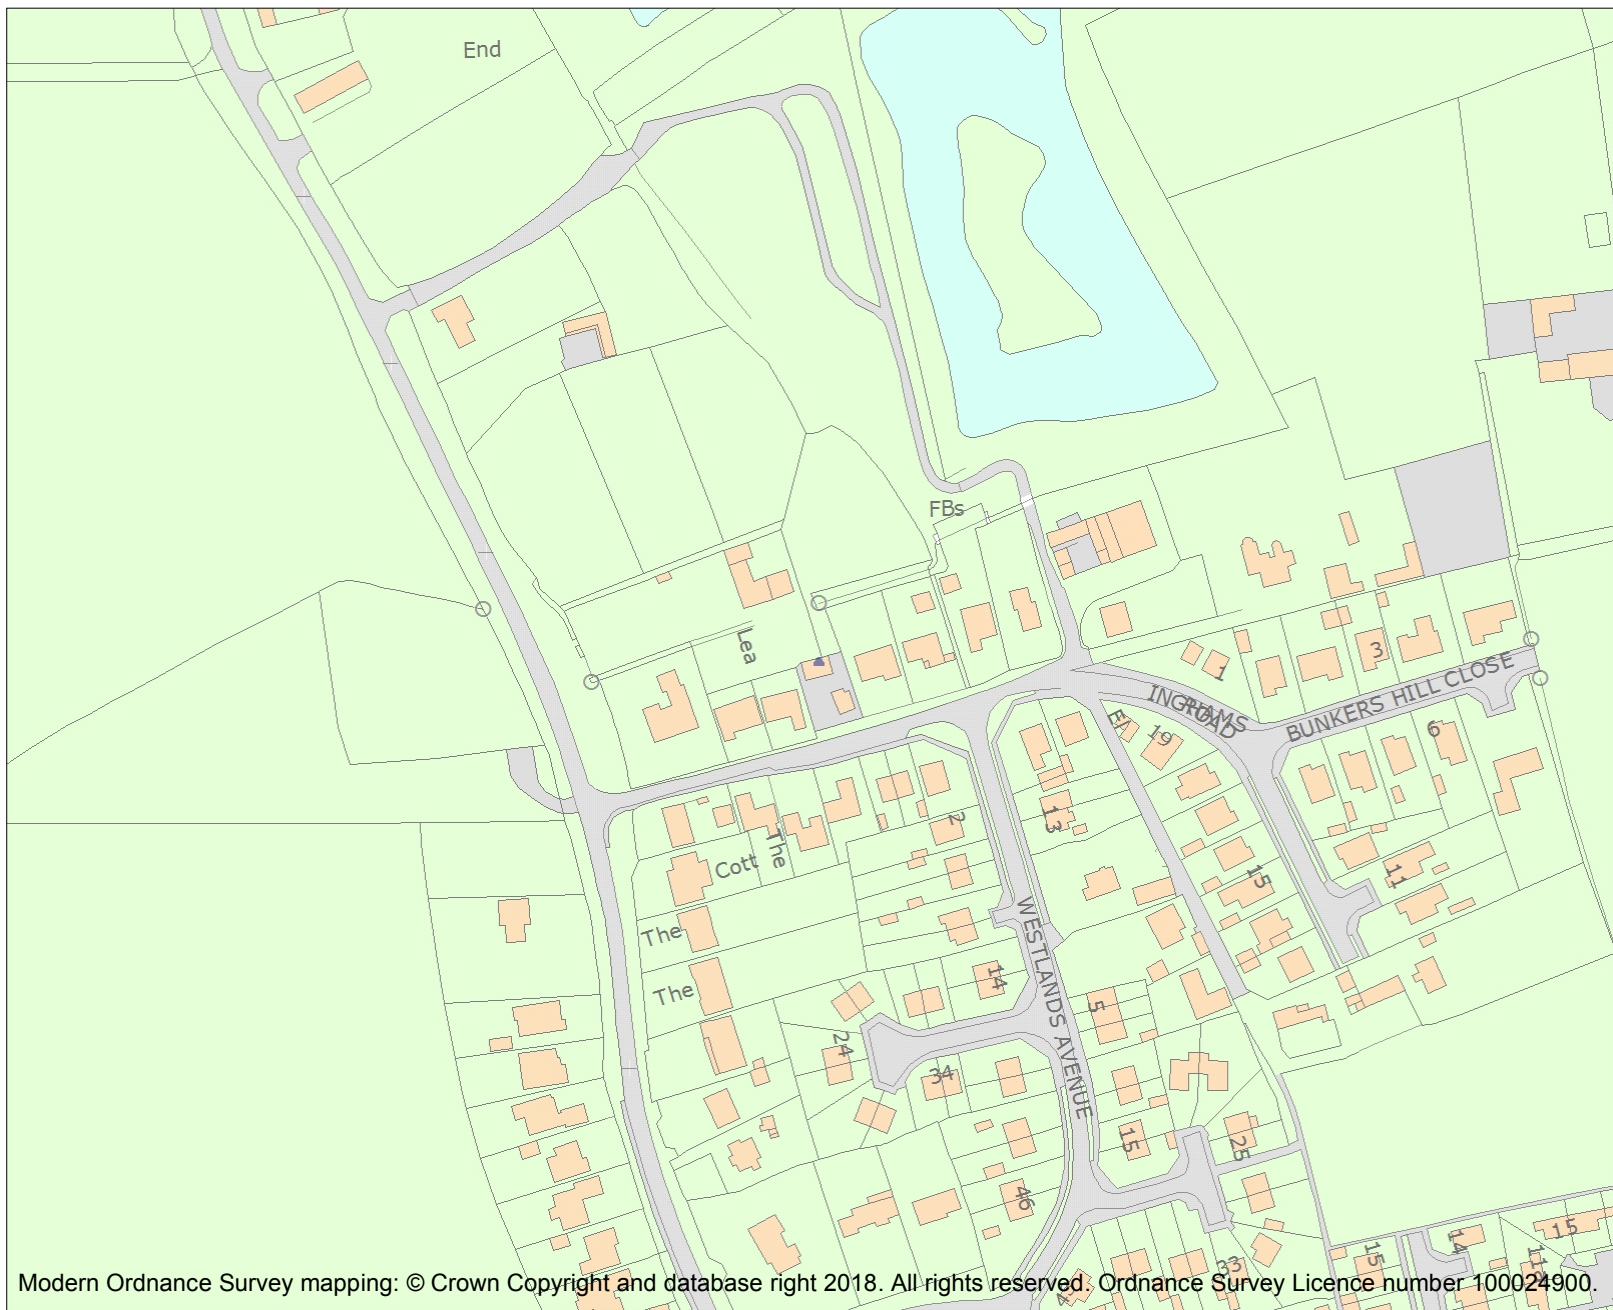 End
FBs
Lea
1
3
INGRAMS
ROAD
BUNKERS HILL CLOSE
19
6
2
13
The
Cott
15
11
The
WESTLANDS AVENUE
14
The
5
24
34
15
25
46
15
14
15
33
4
Modern Ordnance Survey mapping: © Crown Copyright and database right 2018. All rights reserved. Ordnance Survey Licence number 100024900.